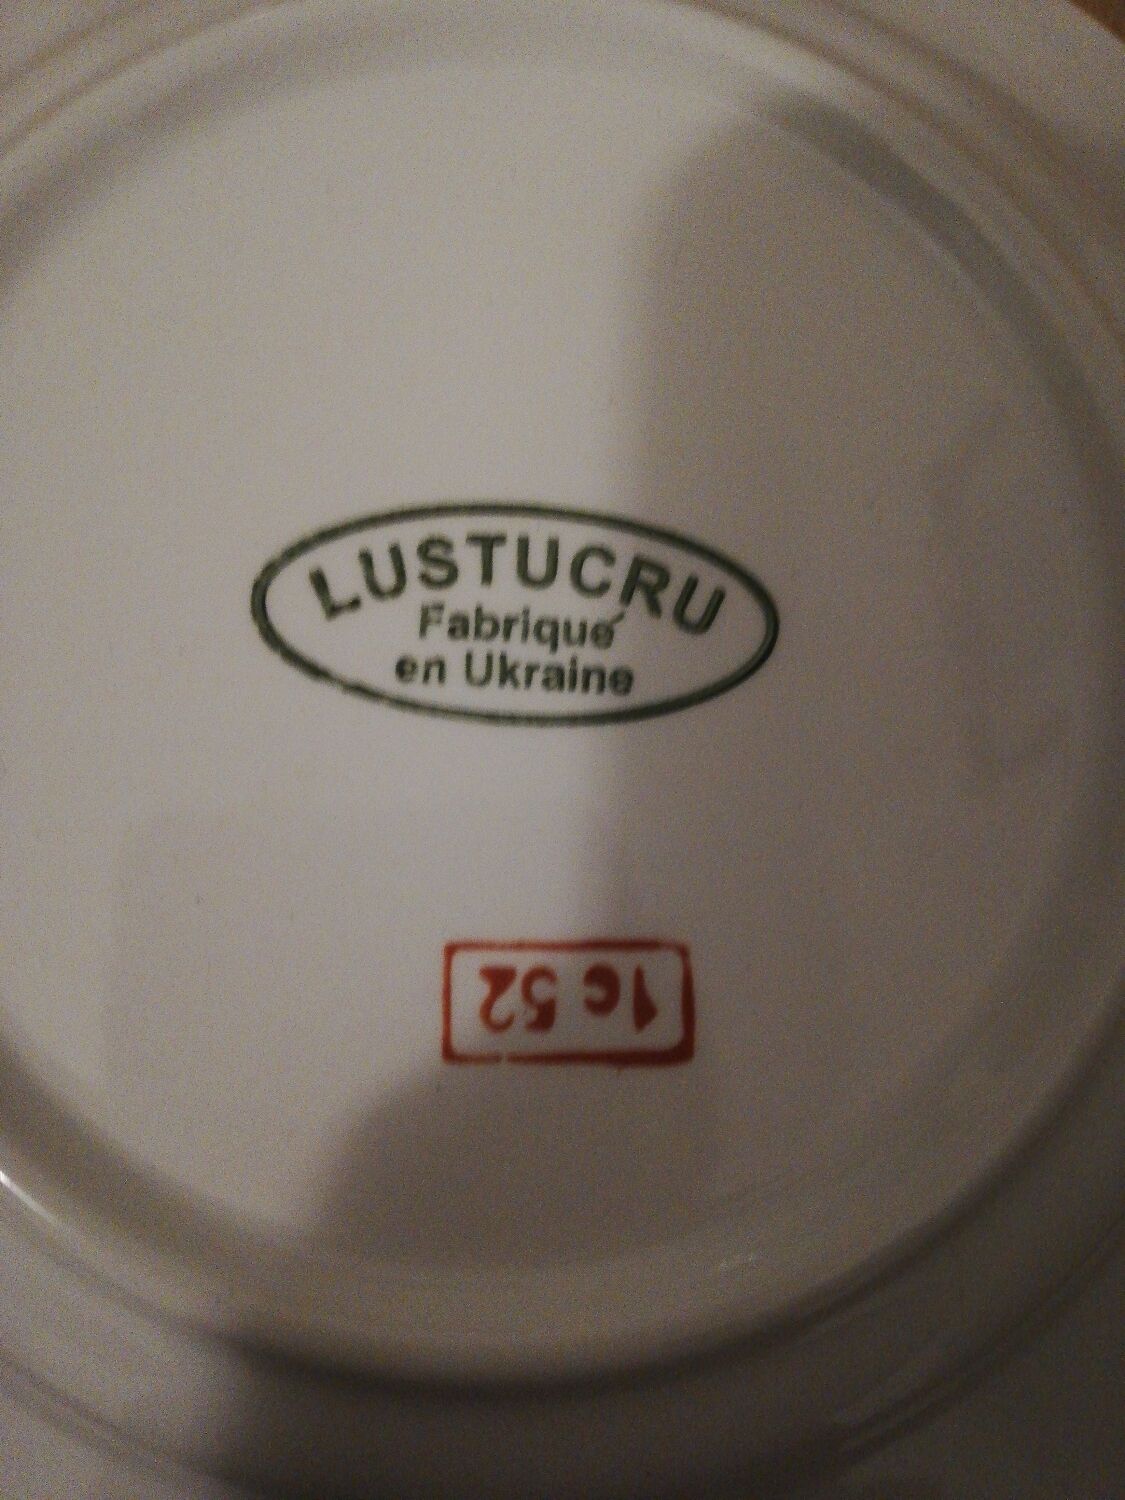 LUSTUCRU
Fabriqué
en Ukraine
1c 52